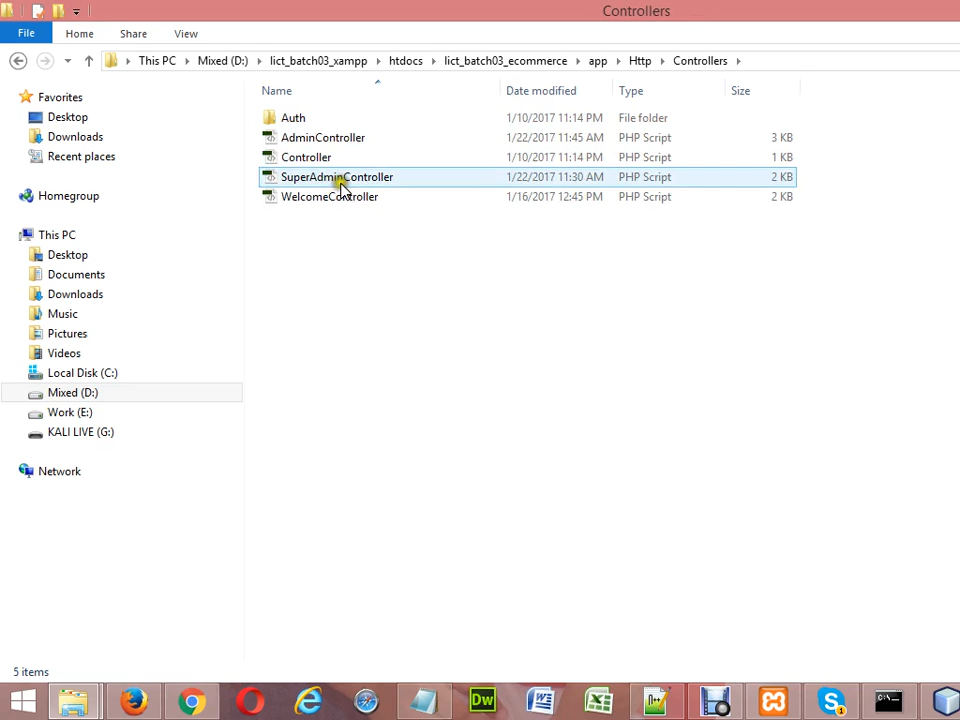 Controllers
File Home Share View
This PC Mixed (D:) lict_batch03_xampp htdocs lict_batch03_ecommerce app Http Controllers
Name Date modified Type Size
Favorites
Desktop
Downloads
Recent places
Homegroup
This PC
Desktop
Documents
Downloads
Music
Pictures
Videos
Local Disk (C:)
Mixed (D:)
Work (E:)
KALI LIVE (G:)
Network
Auth 1/10/2017 11:14 PM File folder
AdminController 1/22/2017 11:45 AM PHP Script 3 KB
Controller 1/10/2017 11:14 PM PHP Script 1 KB
SuperAdminController 1/22/2017 11:30 AM PHP Script 2 KB
WelcomeController 1/16/2017 12:45 PM PHP Script 2 KB
5 items
Dw